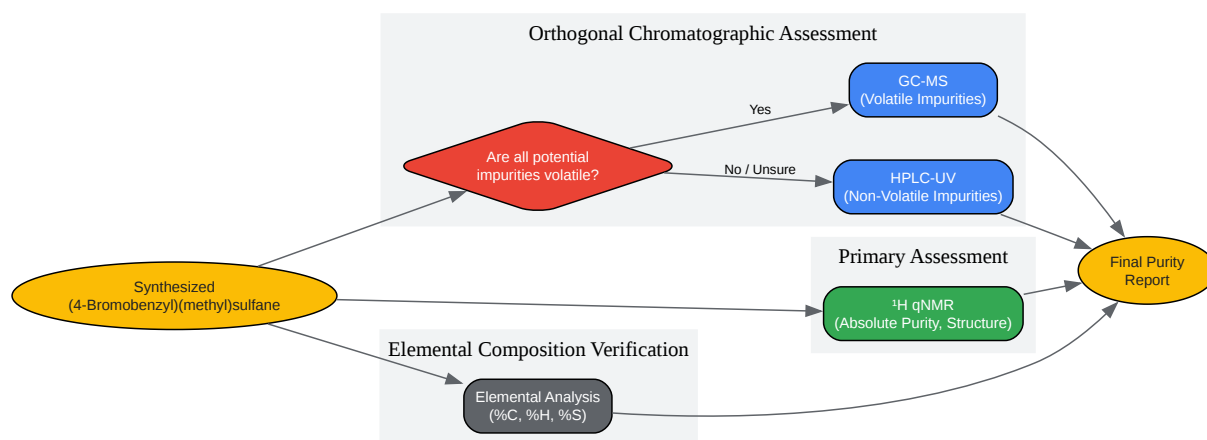 Orthogonal Chromatographic Assessment
GC-MS
(Volatile Impurities)
Yes
Are all potential
impurities volatile?
No / Unsure
HPLC-UV
(Non-Volatile Impurities)
Primary Assessment
Final Purity
Report
Synthesized
(4-Bromobenzyl)(methyl)sulfane
¹H qNMR
(Absolute Purity, Structure)
Elemental Composition Verification
Elemental Analysis
(%C, %H, %S)